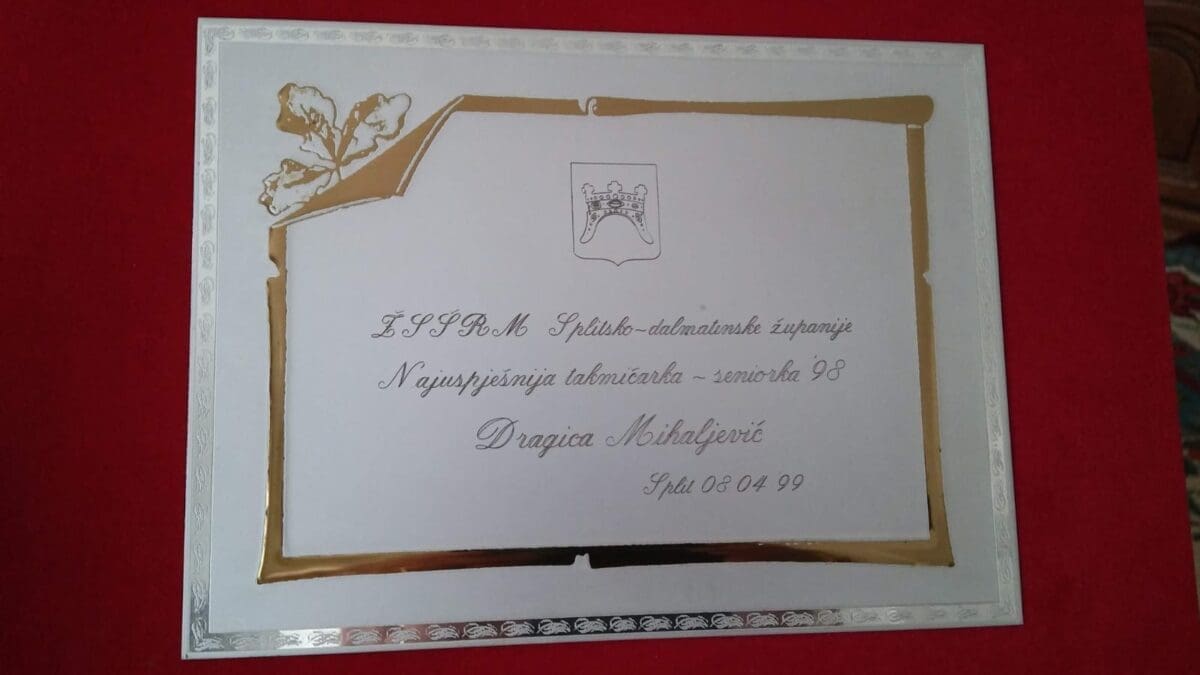 ŽSŠRM Splitsko-dalmatinske županije
Najuspješnija takmičarka - seniorka '98
Dragica Mihaljević
Split 08 04 99